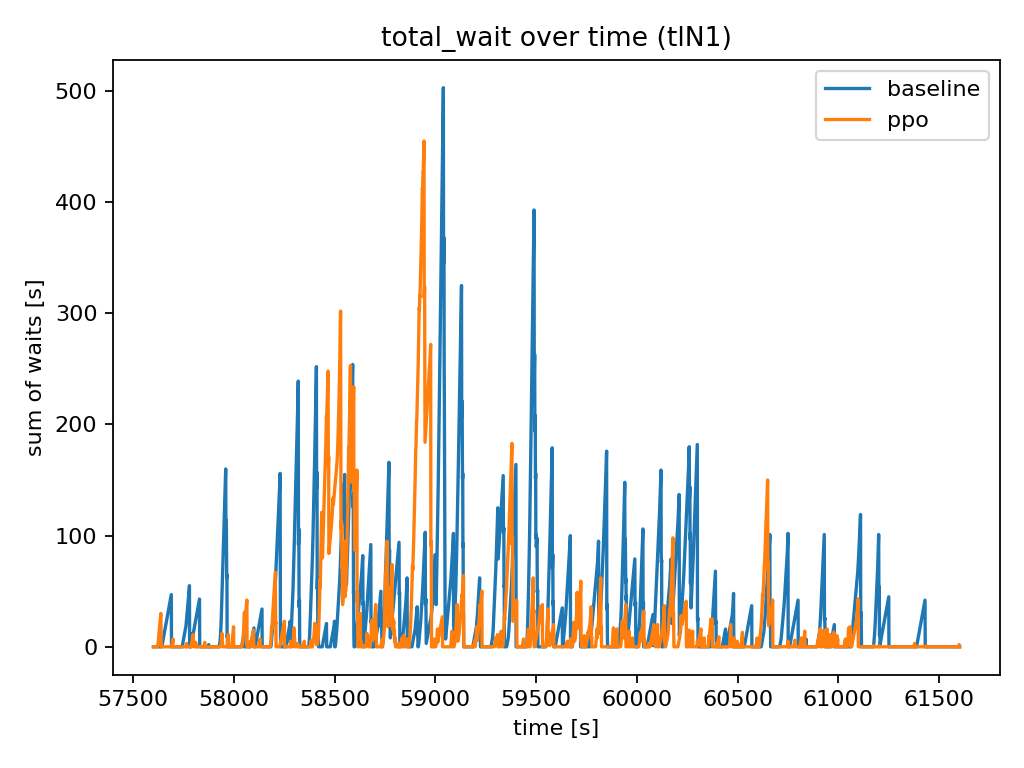 total_wait over time (tlN1)
baseline
ppo
500
400
300
200
100
0
sum of waits [s]
57500 58000 58500 59000 59500 60000 60500 61000 61500
time [s]